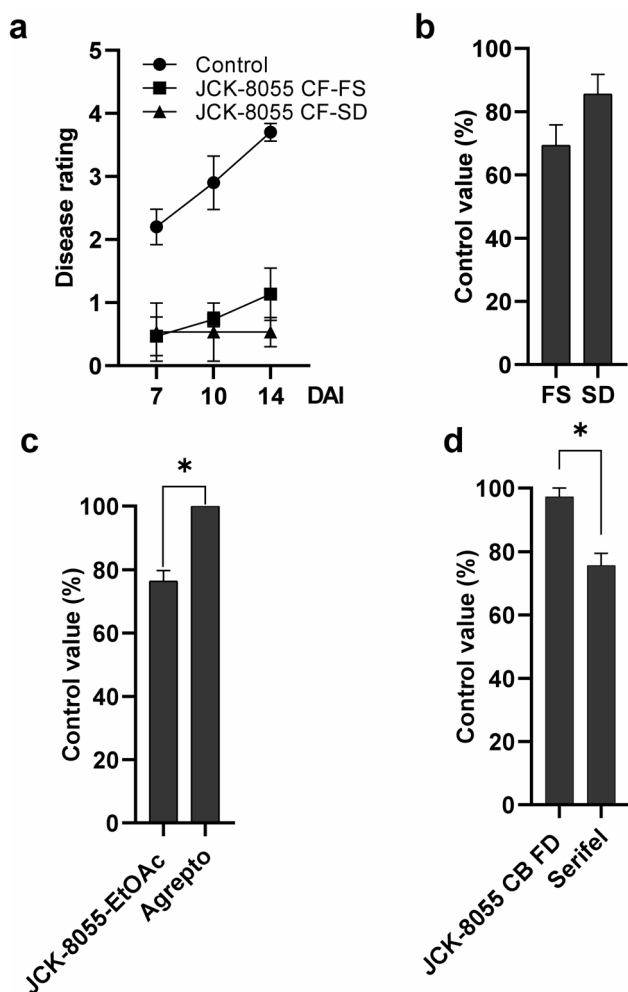 a
Disease rating
5
4
3
2
1
0
7 10 14 DAI
Control
JCK-8055 CF-FS
JCK-8055 CF-SD
b
Control value (%)
100
80
60
40
20
0
FS SD
c
*
Control value (%)
100
80
60
40
20
0
JCK-8055-EtOAc
Agrepto
d
*
Control value (%)
100
80
60
40
20
0
JCK-8055 CB FD
Serifel